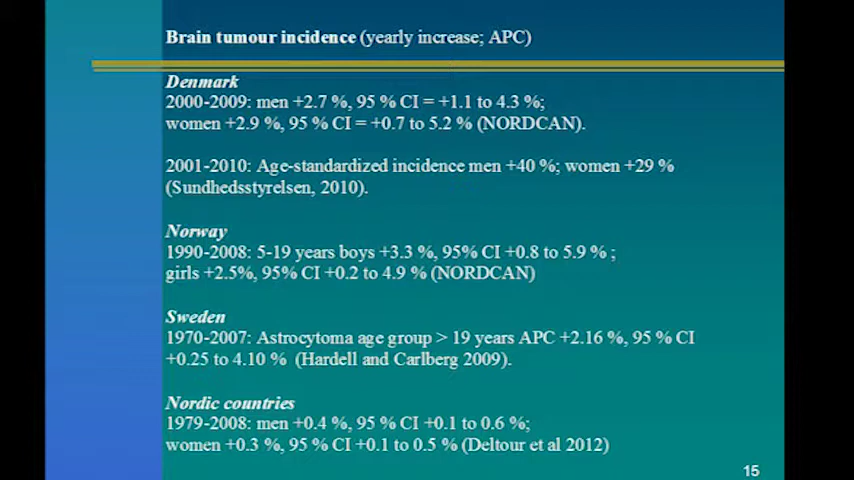 Brain tumour incidence (yearly increase; APC)
Denmark
2000-2009: men +2.7 %, 95 % CI = +1.1 to 4.3 %;
women +2.9 %, 95 % CI = +0.7 to 5.2 % (NORDCAN).
2001-2010: Age-standardized incidence men +40 %; women +29 %
(Sundhedsstyrelsen, 2010).
Norway
1990-2008: 5-19 years boys +3.3 %, 95% CI +0.8 to 5.9 % ;
girls +2.5%, 95% CI +0.2 to 4.9 % (NORDCAN)
Sweden
1970-2007: Astrocytoma age group > 19 years APC +2.16 %, 95 % CI
+0.25 to 4.10 % (Hardell and Carlberg 2009).
Nordic countries
1979-2008: men +0.4 %, 95 % CI +0.1 to 0.6 %;
women +0.3 %, 95 % CI +0.1 to 0.5 % (Deltour et al 2012)
15